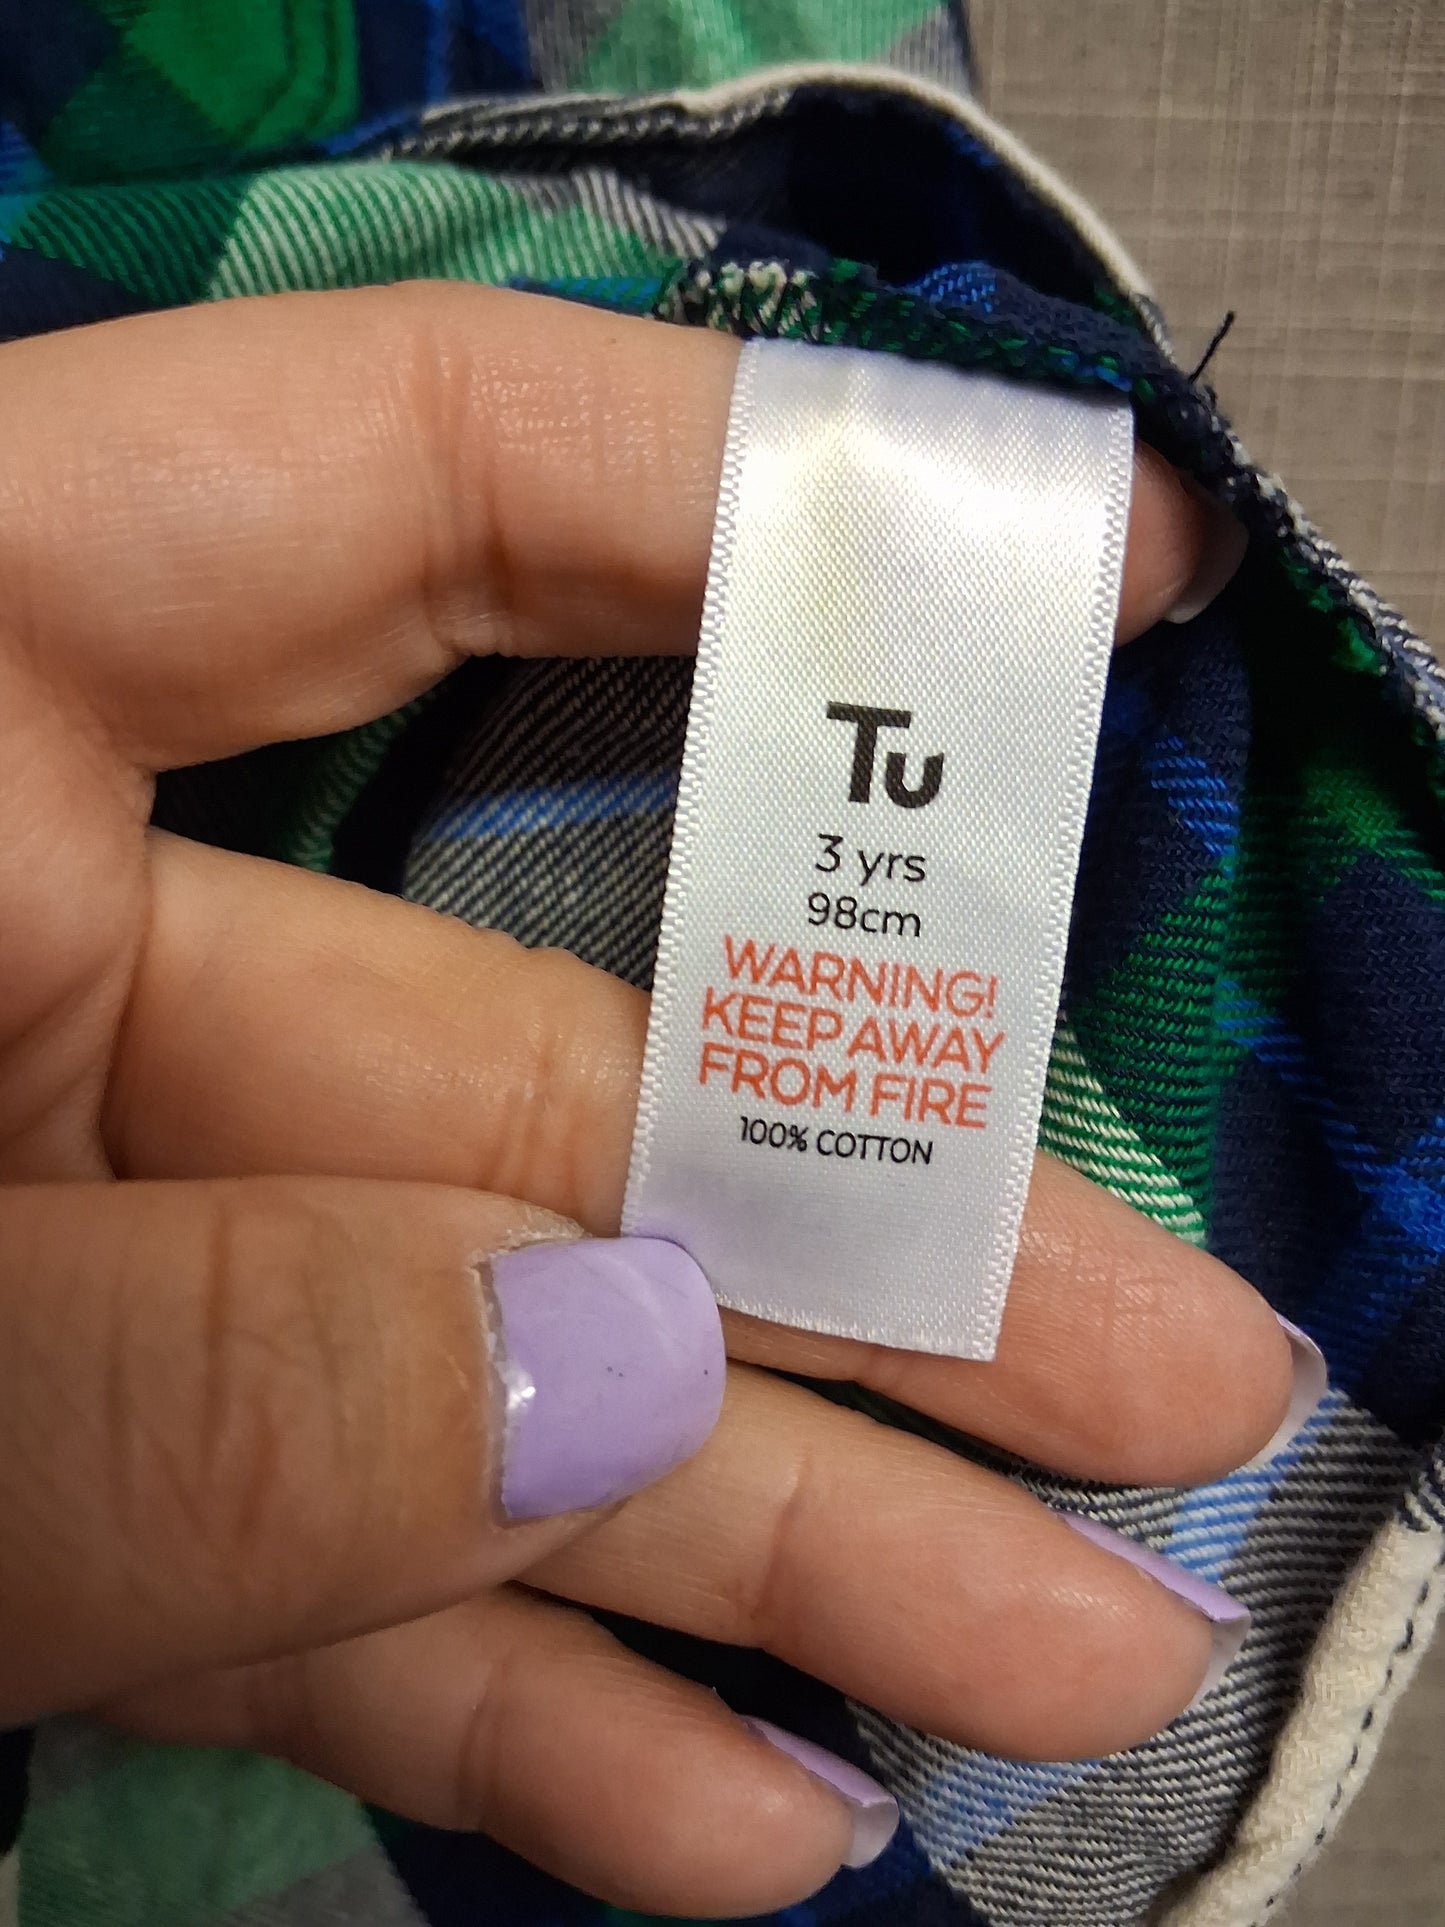 Tu
3 yrs
98cm
WARNING!
KEEP AWAY
FROM FIRE
100% COTTON